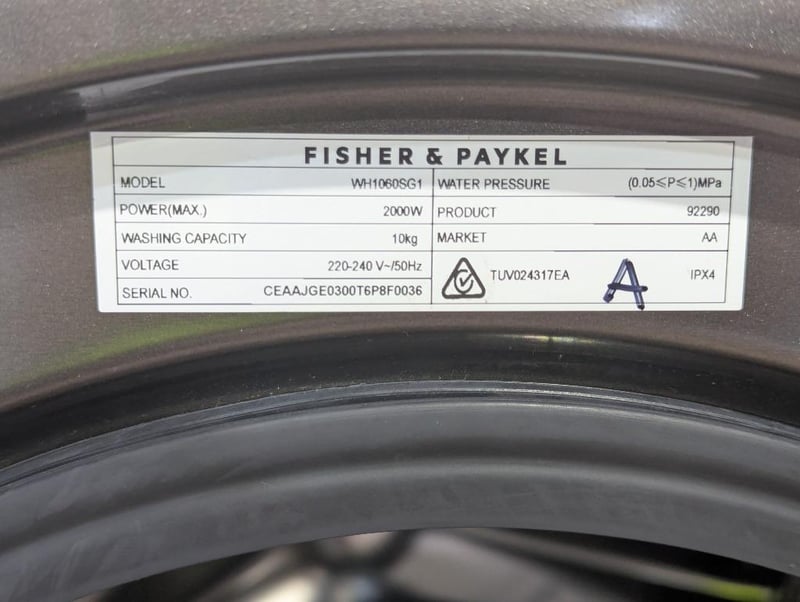 FISHER & PAYKEL
MODEL WH1060SG1 WATER PRESSURE (0.05≤P≤1)MPa
POWER(MAX.) 2000W PRODUCT 92290
WASHING CAPACITY 10kg MARKET AA
VOLTAGE 220-240 V~/50Hz
TUV024317EA A IPX4
SERIAL NO. CEAAJGE0300T6P8F0036